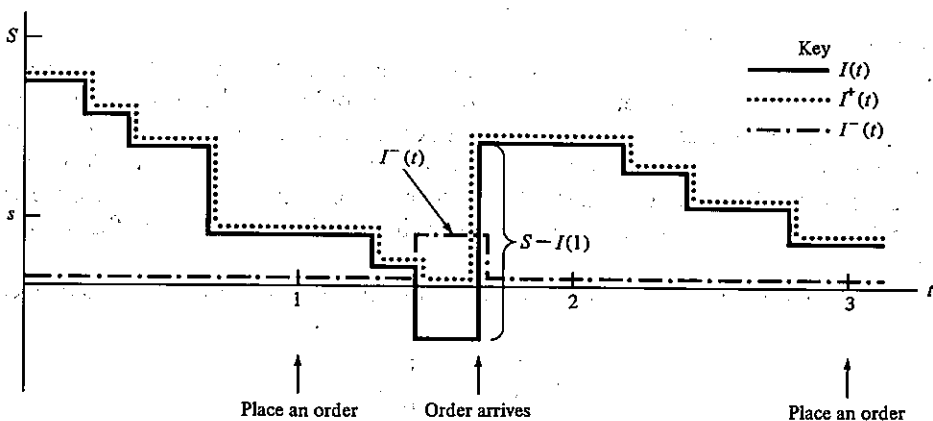 S
Key
I(t)
I⁺(t)
I⁻(t)
I⁻(t)
s
S – I(1)
1
2
3
t
Place an order
Order arrives
Place an order